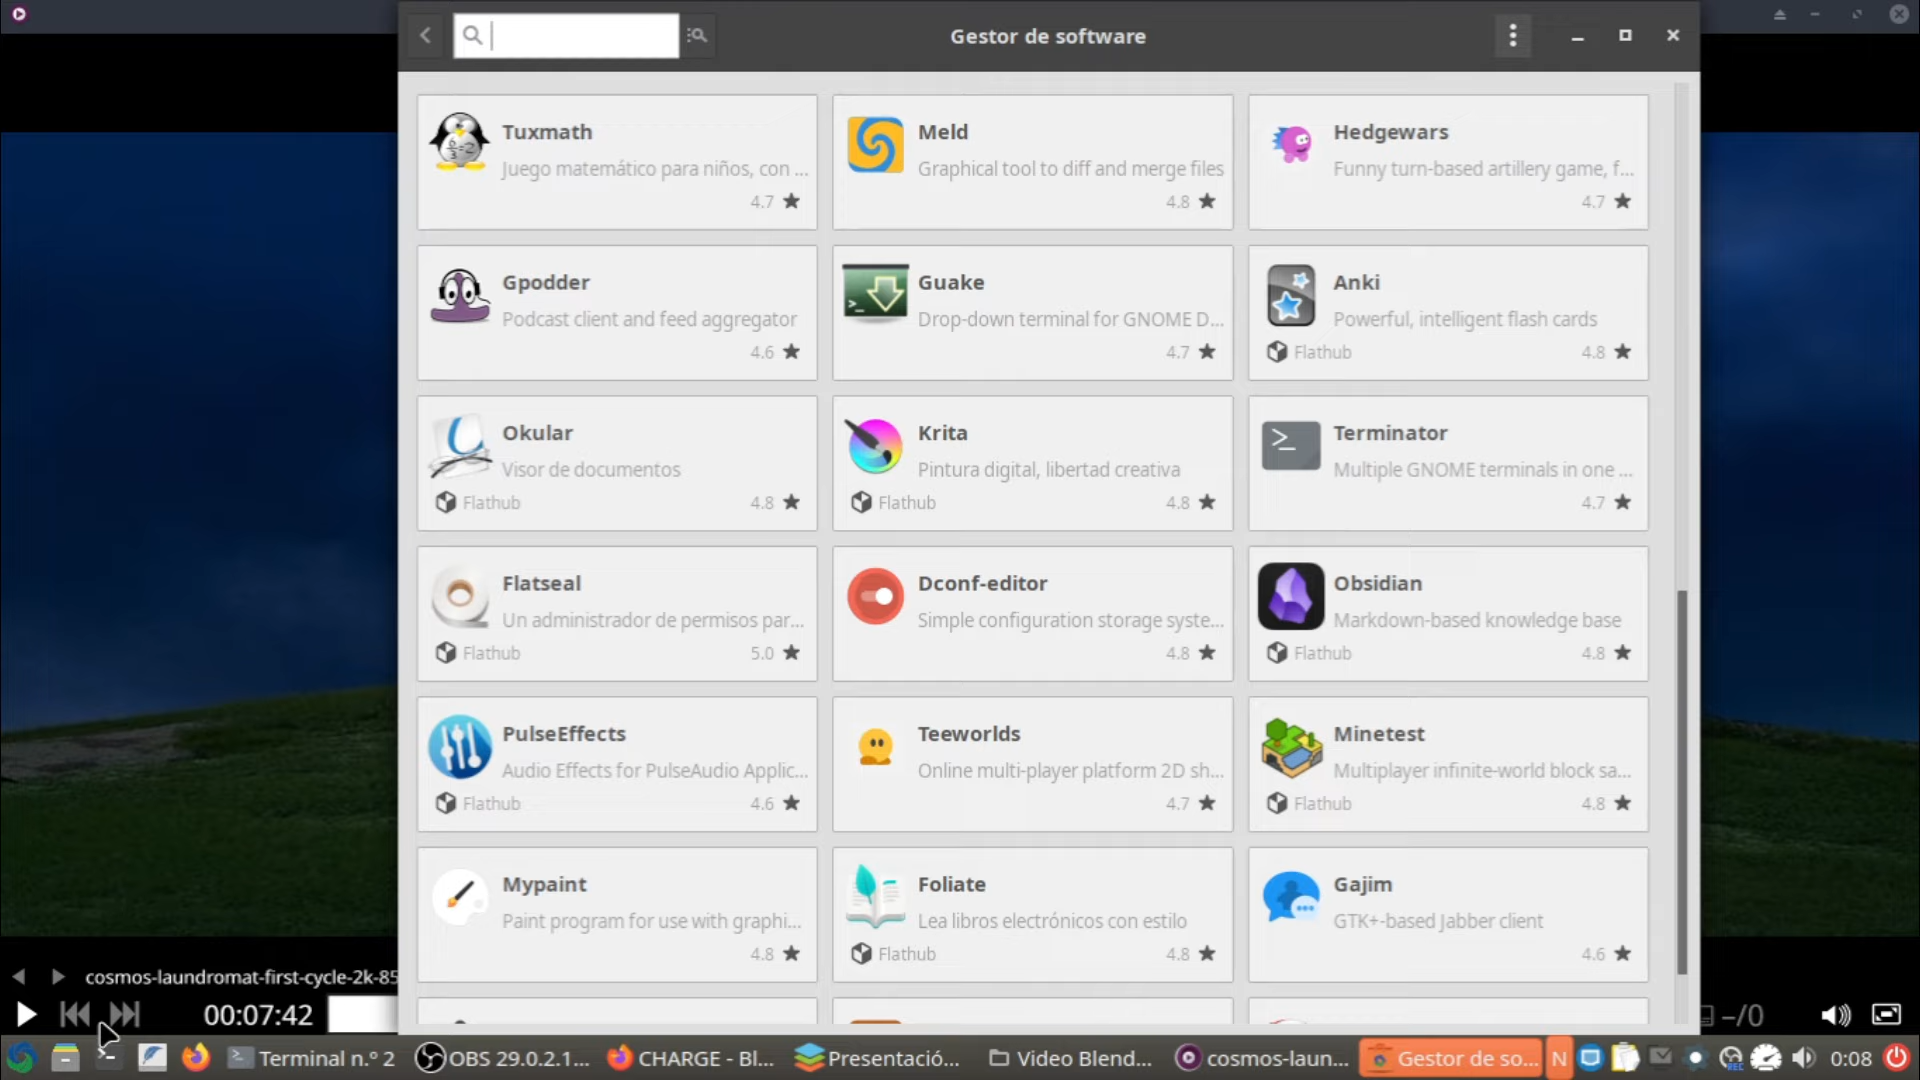 Gestor de software
Tuxmath
Juego matemático para niños, con ...
4.7
Meld
Graphical tool to diff and merge files
4.8
Hedgewars
Funny turn-based artillery game, f...
4.7
Gpodder
Podcast client and feed aggregator
4.6
Guake
Drop-down terminal for GNOME D...
4.7
Anki
Powerful, intelligent flash cards
Flathub 4.8
Okular
Visor de documentos
Flathub 4.8
Krita
Pintura digital, libertad creativa
Flathub 4.8
Terminator
Multiple GNOME terminals in one ...
4.7
Flatseal
Un administrador de permisos par...
Flathub 5.0
Dconf-editor
Simple configuration storage syste...
4.8
Obsidian
Markdown-based knowledge base
Flathub 4.8
PulseEffects
Audio Effects for PulseAudio Applic...
Flathub 4.6
Teeworlds
Online multi-player platform 2D sh...
4.7
Minetest
Multiplayer infinite-world block sa...
Flathub 4.8
Mypaint
Paint program for use with graphi...
4.8
Foliate
Lea libros electrónicos con estilo
Flathub 4.8
Gajim
GTK+-based Jabber client
4.6
cosmos-laundromat-first-cycle-2k-85
00:07:42
–/0
Terminal n.º 2
OBS 29.0.2.1...
CHARGE - Bl...
Presentació...
Video Blend...
cosmos-laun...
Gestor de so...
N
REC
0:08